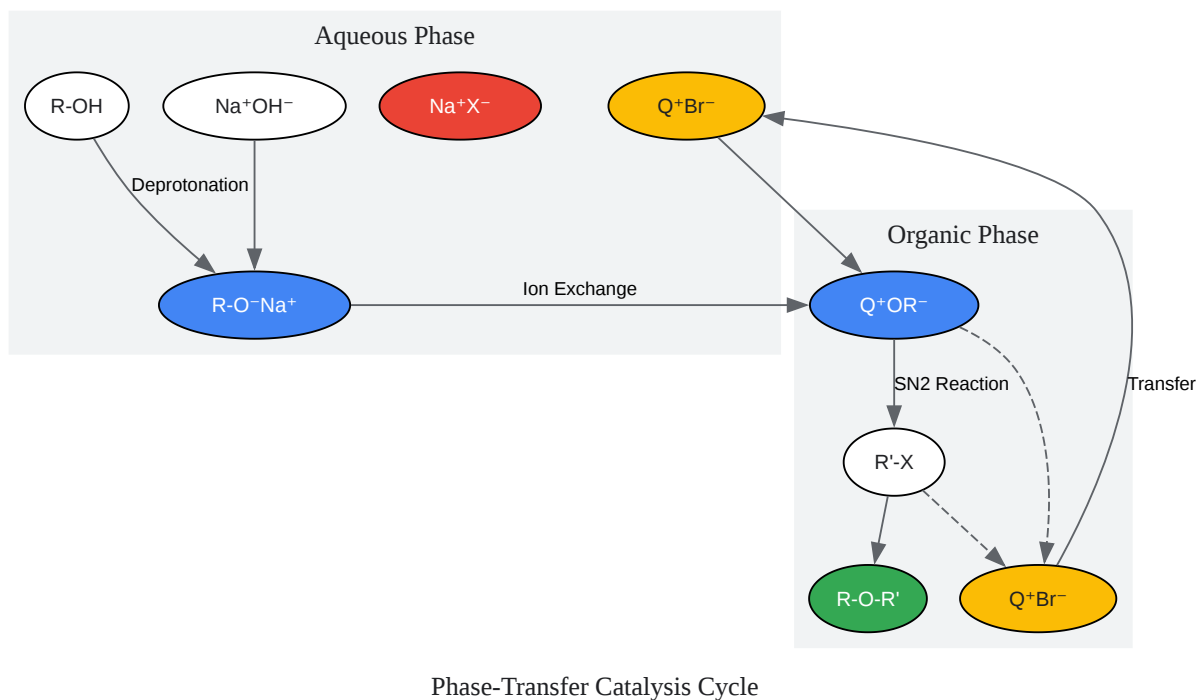 Aqueous Phase
R-OH
Na⁺OH⁻
Na⁺X⁻
Q⁺Br⁻
Deprotonation
Organic Phase
R-O⁻Na⁺
Ion Exchange
Q⁺OR⁻
SN2 Reaction
Transfer
R'-X
R-O-R'
Q⁺Br⁻
Phase-Transfer Catalysis Cycle